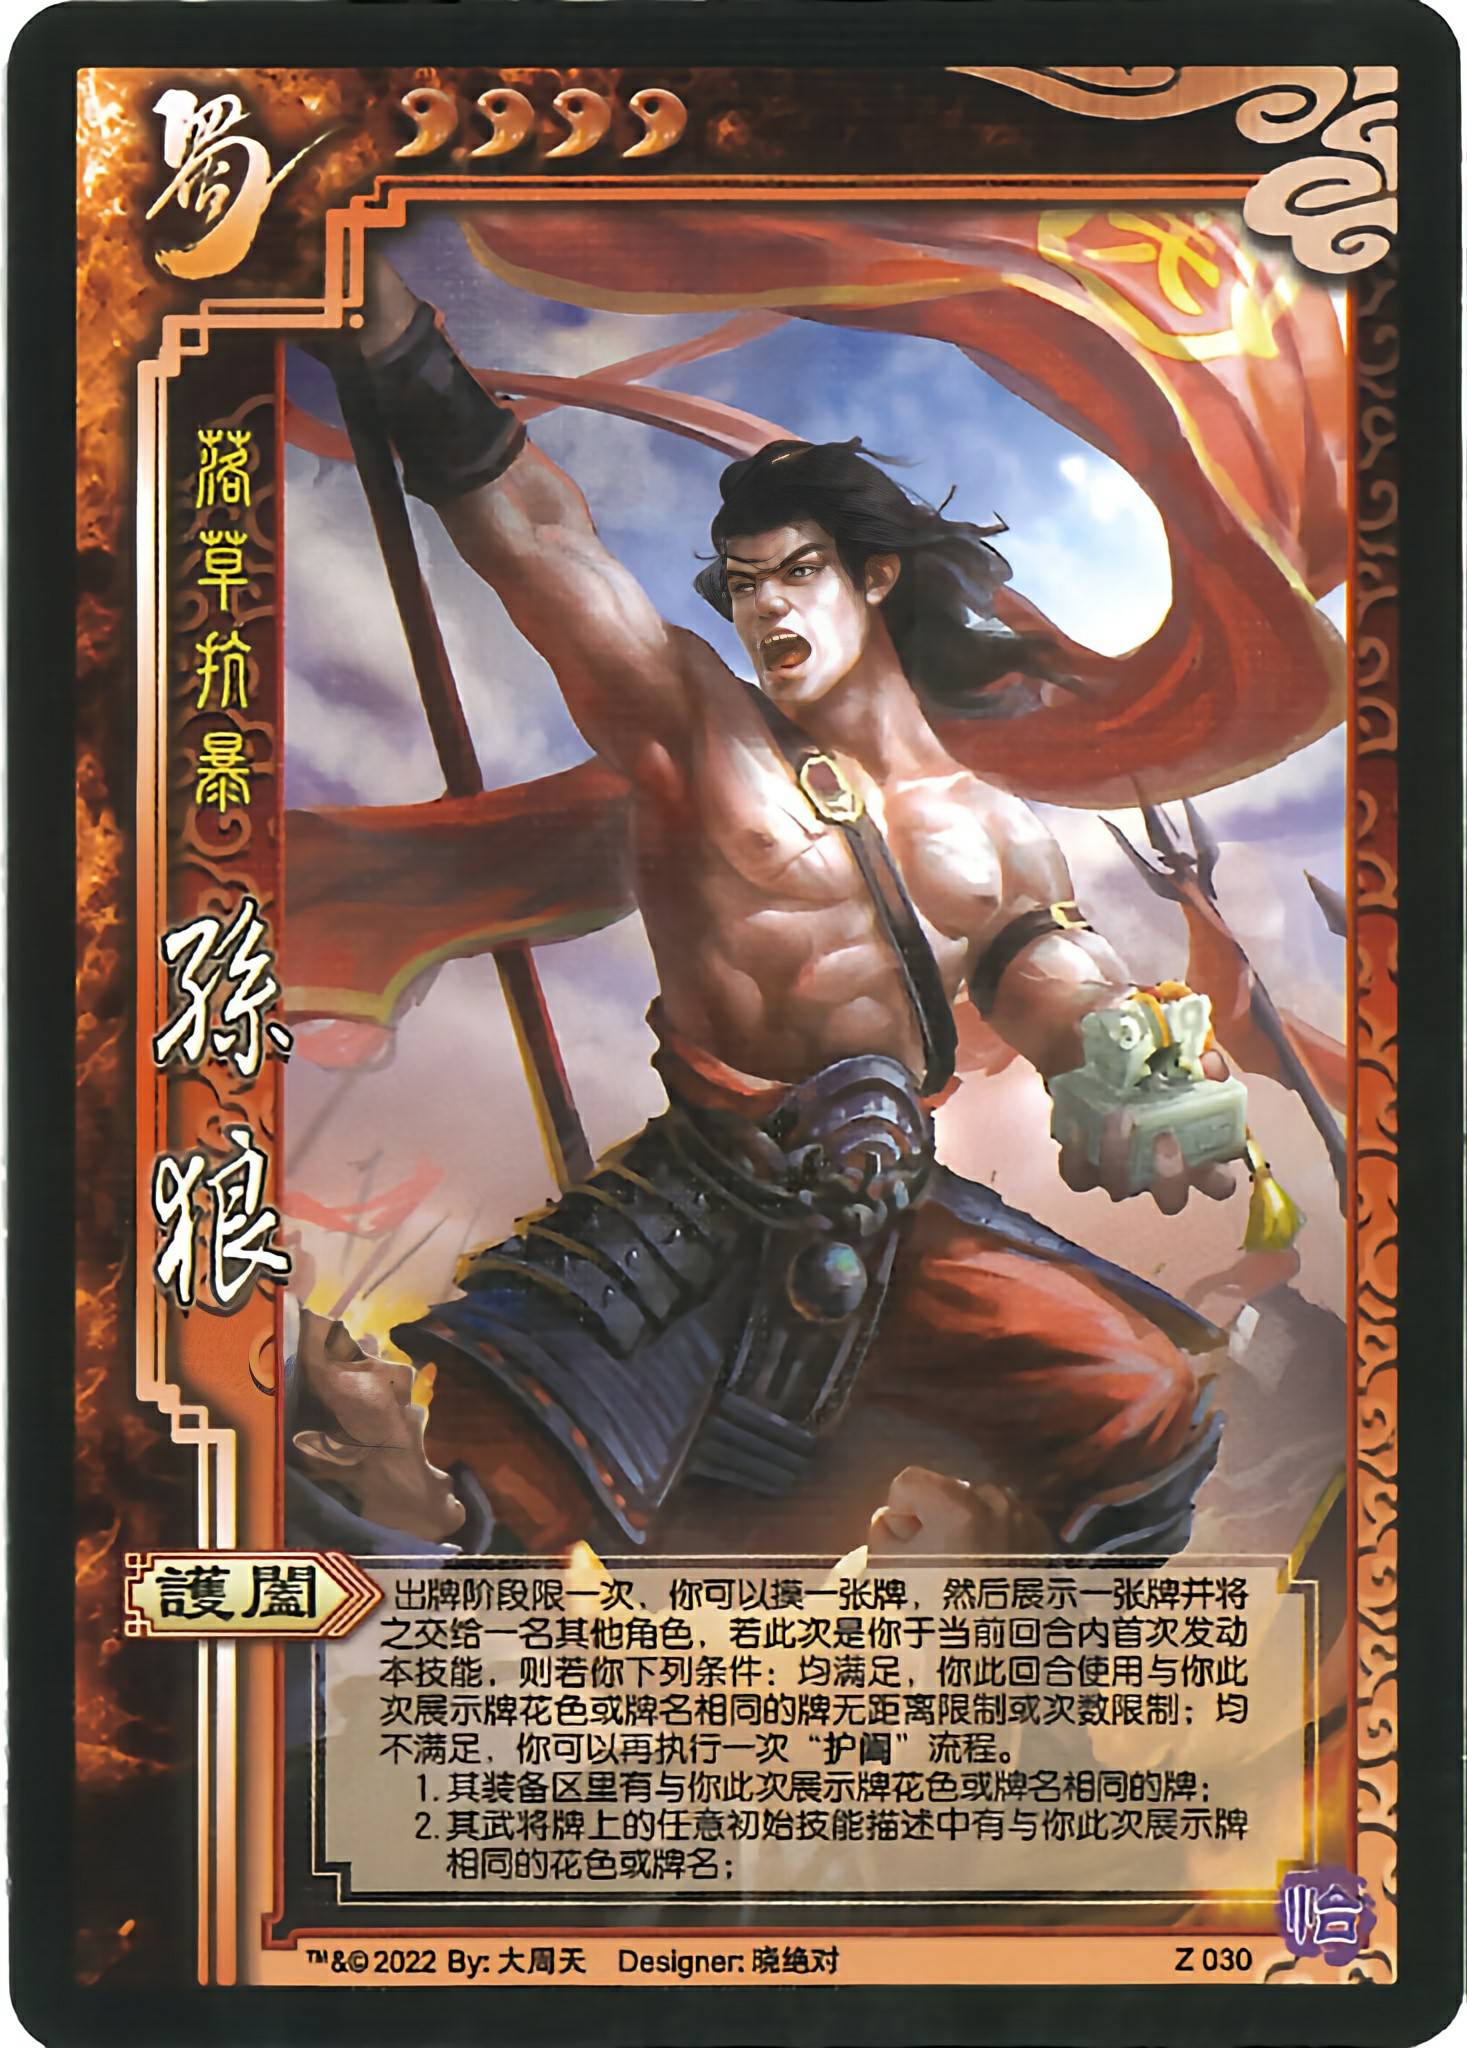 蜀
落草抗暴
孫狼
護闔
出牌阶段限一次，你可以摸一张牌，然后展示一张牌并将
之交给一名其他角色，若此次是你于当前回合内首次发动
本技能，则若你下列条件：均满足，你此回合使用与你此
次展示牌花色或牌名相同的牌无距离限制或次数限制；均
不满足，你可以再执行一次“护阖”流程。
1. 其装备区里有与你此次展示牌花色或牌名相同的牌；
2. 其武将牌上的任意初始技能描述中有与你此次展示牌
相同的花色或牌名；
怡
™&© 2022 By: 大周天 Designer: 晓绝对
Z 030